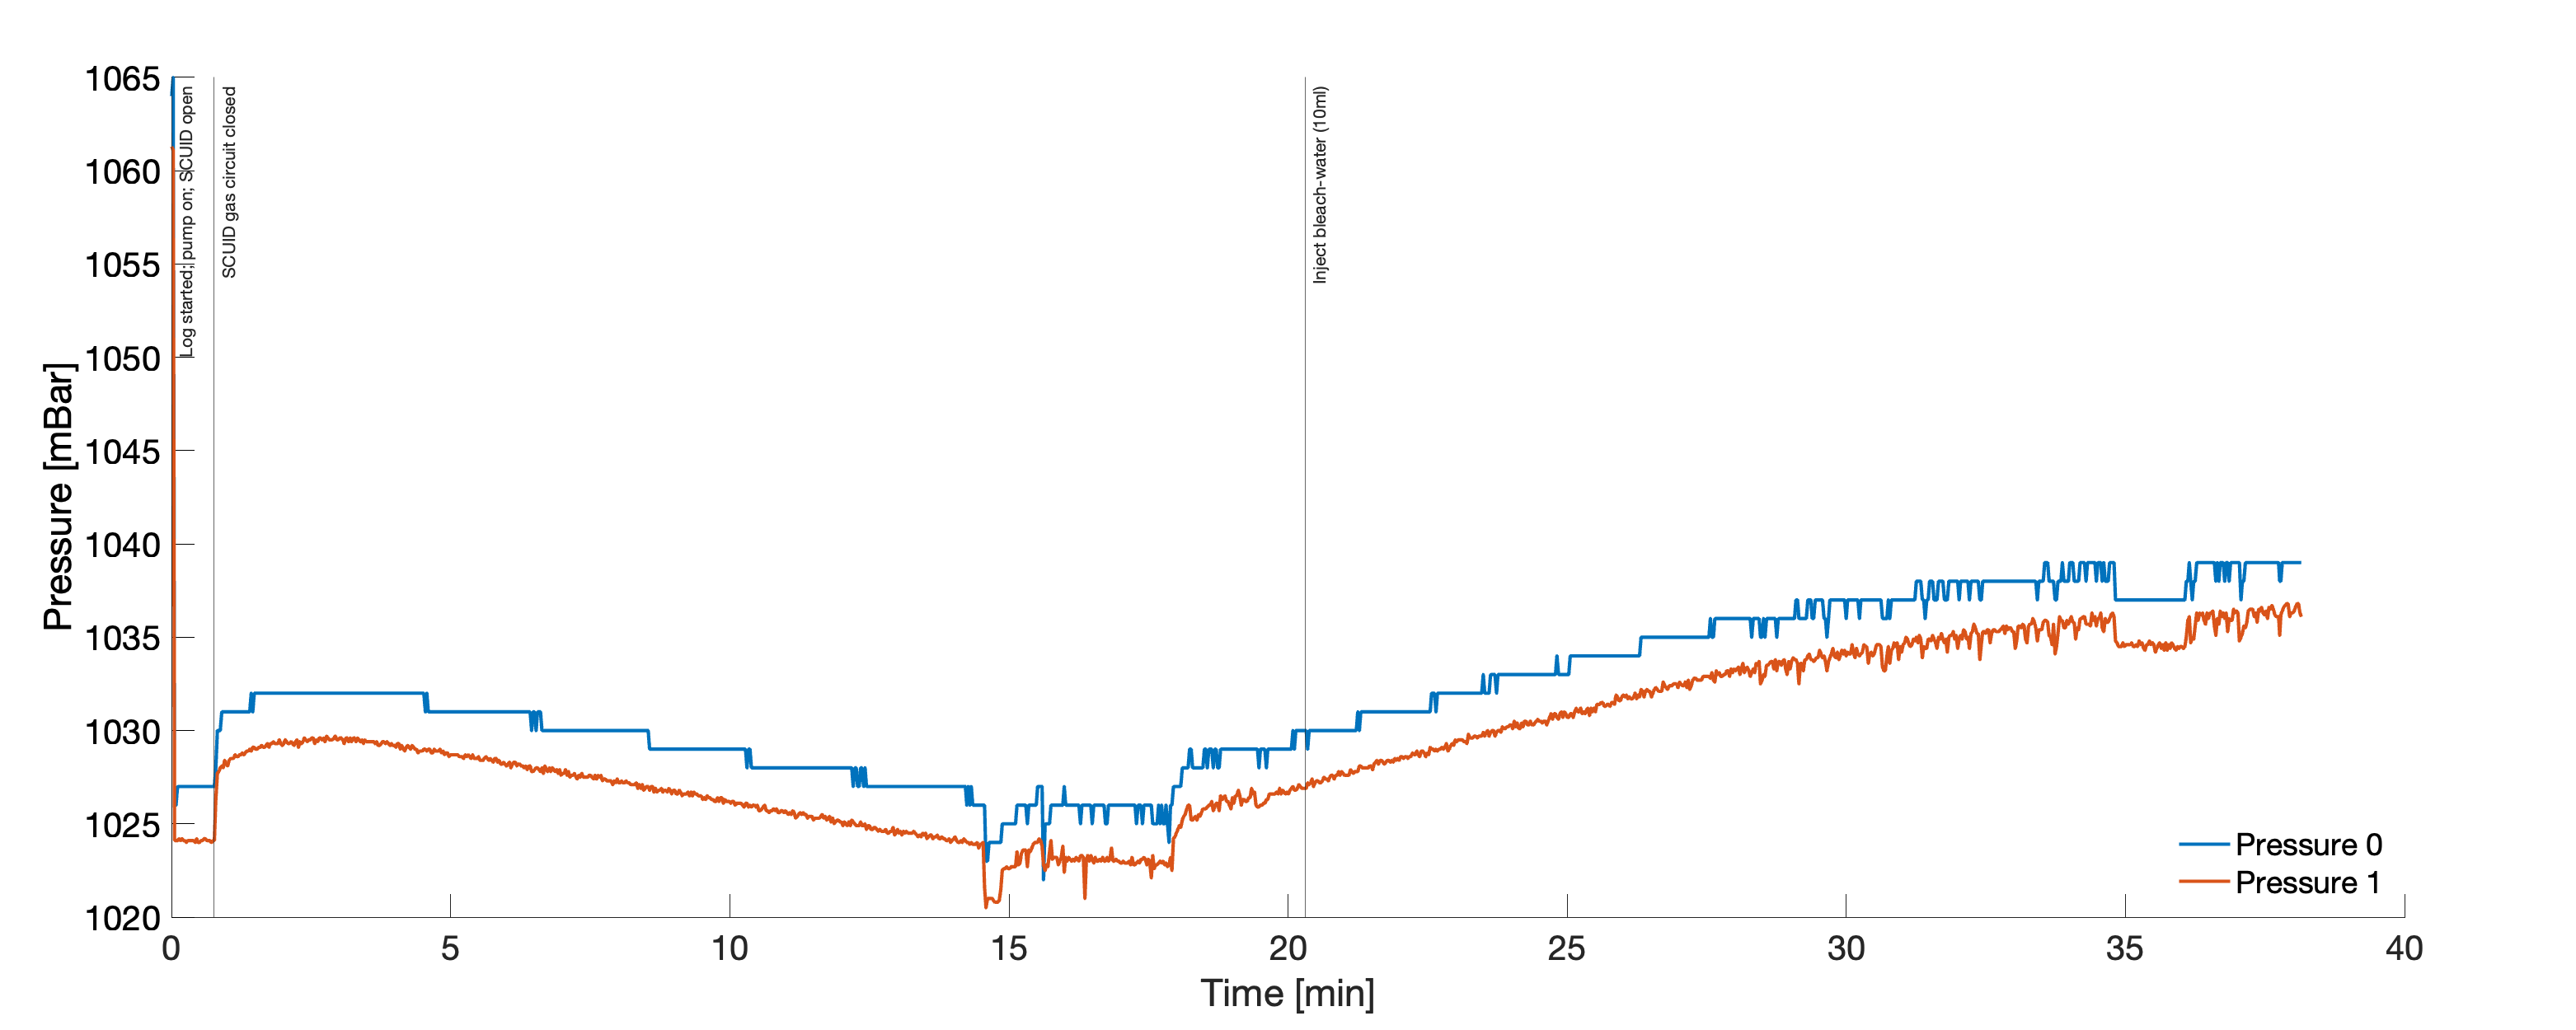 1065
1060
1055
1050
1045
1040
1035
1030
1025
1020
Pressure [mBar]
Log started; pump on; SCUID open
SCUID gas circuit closed
Inject bleach-water (10ml)
Pressure 0
Pressure 1
0 5 10 15 20 25 30 35 40
Time [min]